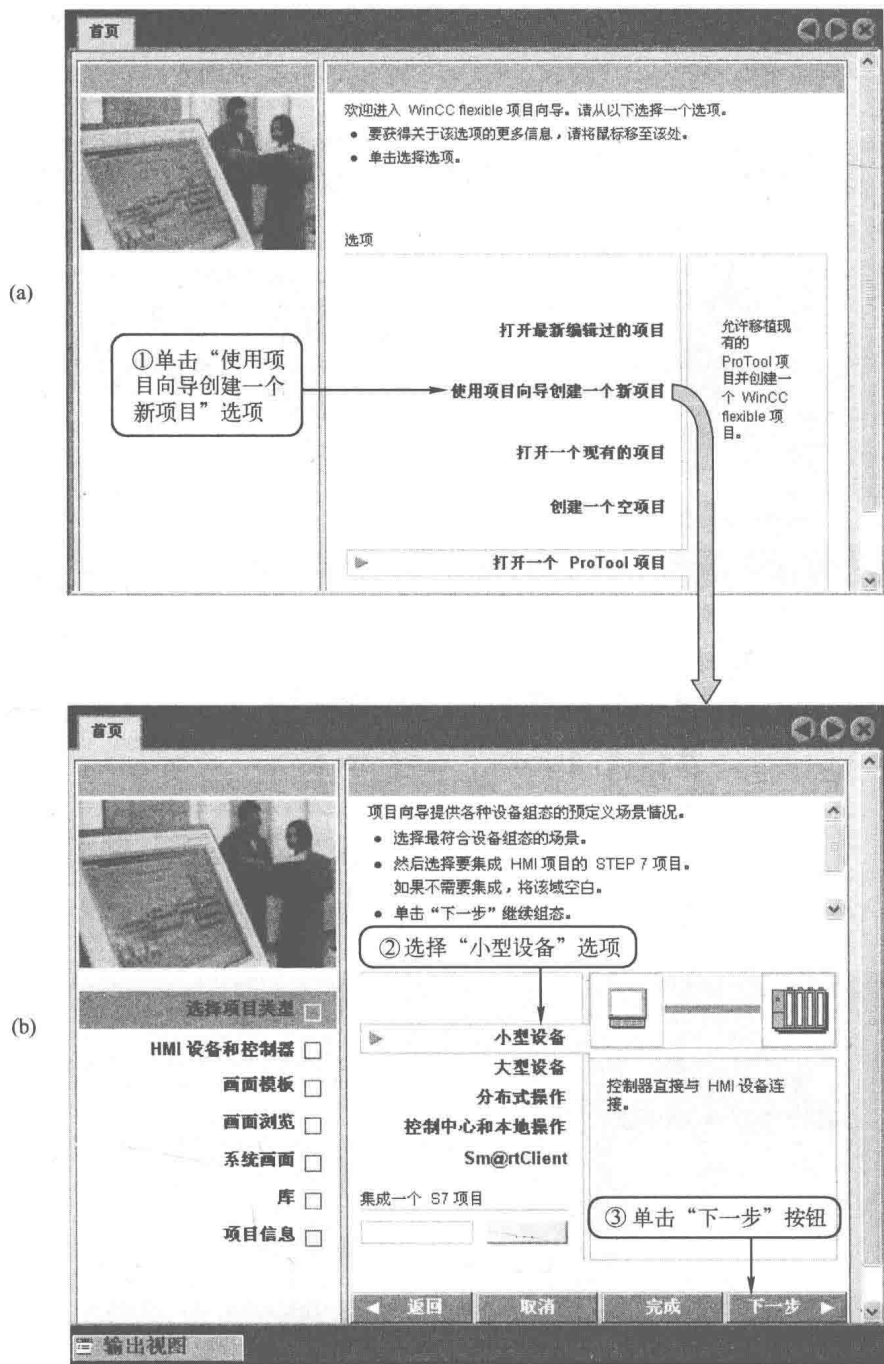 首页
欢迎进入 WinCC flexible 项目向导。请从以下选择一个选项。
• 要获得关于该选项的更多信息，请将鼠标移至该处。
• 单击选择选项。
选项
(a)
打开最新编辑过的项目
①单击“使用项
目向导创建一个
新项目”选项
使用项目向导创建一个新项目
打开一个现有的项目
创建一个空项目
打开一个 ProTool 项目
允许移植现
有的
ProTool 项
目并创建一
个 WinCC
flexible 项
目。
首页
项目向导提供各种设备组态的预定义场景情况。
• 选择最符合设备组态的场景。
• 然后选择要集成 HMI 项目的 STEP 7 项目。
如果不需要集成，将该域空白。
• 单击“下一步”继续组态。
②选择“小型设备”选项
(b)
选择项目类型
HMI 设备和控制器
画面模板
画面浏览
系统画面
库
项目信息
小型设备
大型设备
分布式操作
控制中心和本地操作
Sm@rtClient
集成一个 S7 项目
控制器直接与 HMI 设备连
接。
③单击“下一步”按钮
返回
取消
完成
下一步
输出视图